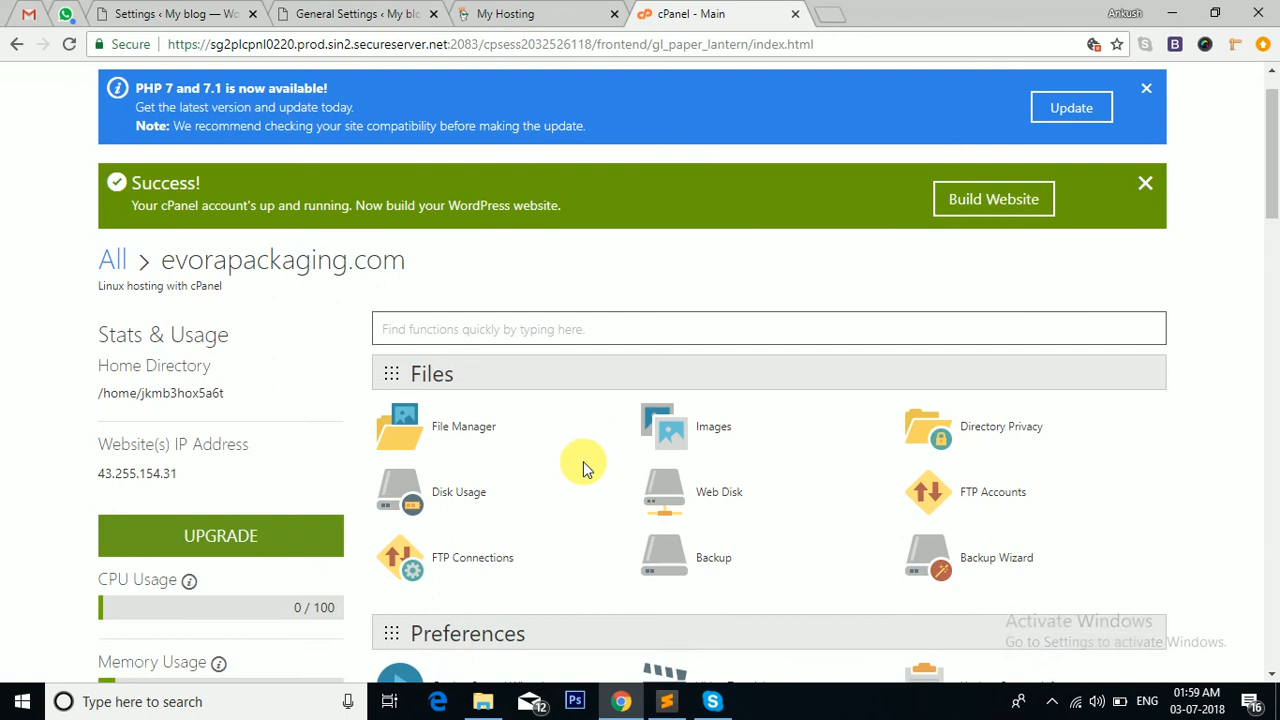 Settings ‹ My blog — Wo
General Settings ‹ My blo
My Hosting
cPanel - Main
Ankush
Secure
https://sg2plcpnl0220.prod.sin2.secureserver.net:2083/cpsess2032526118/frontend/gl_paper_lantern/index.html
PHP 7 and 7.1 is now available!
Get the latest version and update today.
Note: We recommend checking your site compatibility before making the update.
Update
Success!
Your cPanel account's up and running. Now build your WordPress website.
Build Website
All > evorapackaging.com
Linux hosting with cPanel
Stats & Usage
Home Directory
/home/jkmb3hox5a6t
Website(s) IP Address
43.255.154.31
UPGRADE
CPU Usage
0 / 100
Memory Usage
Find functions quickly by typing here.
Files
File Manager
Images
Directory Privacy
Disk Usage
Web Disk
FTP Accounts
FTP Connections
Backup
Backup Wizard
Preferences
Activate Windows
Go to Settings to activate Windows.
Type here to search
12
Ps
ENG
01:59 AM
03-07-2018
16